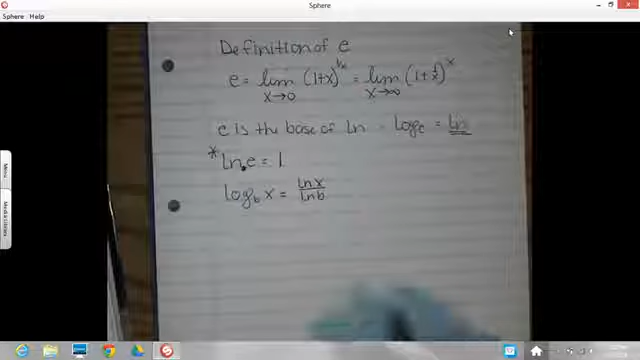 Sphere
Sphere Help
Definition of e
e = lim x→0 (1+x)^1/x = lim x→∞ (1+1/x)^x
e is the base of ln - log_e = ln
* ln e = 1
log_b x = ln x / ln b
Menu